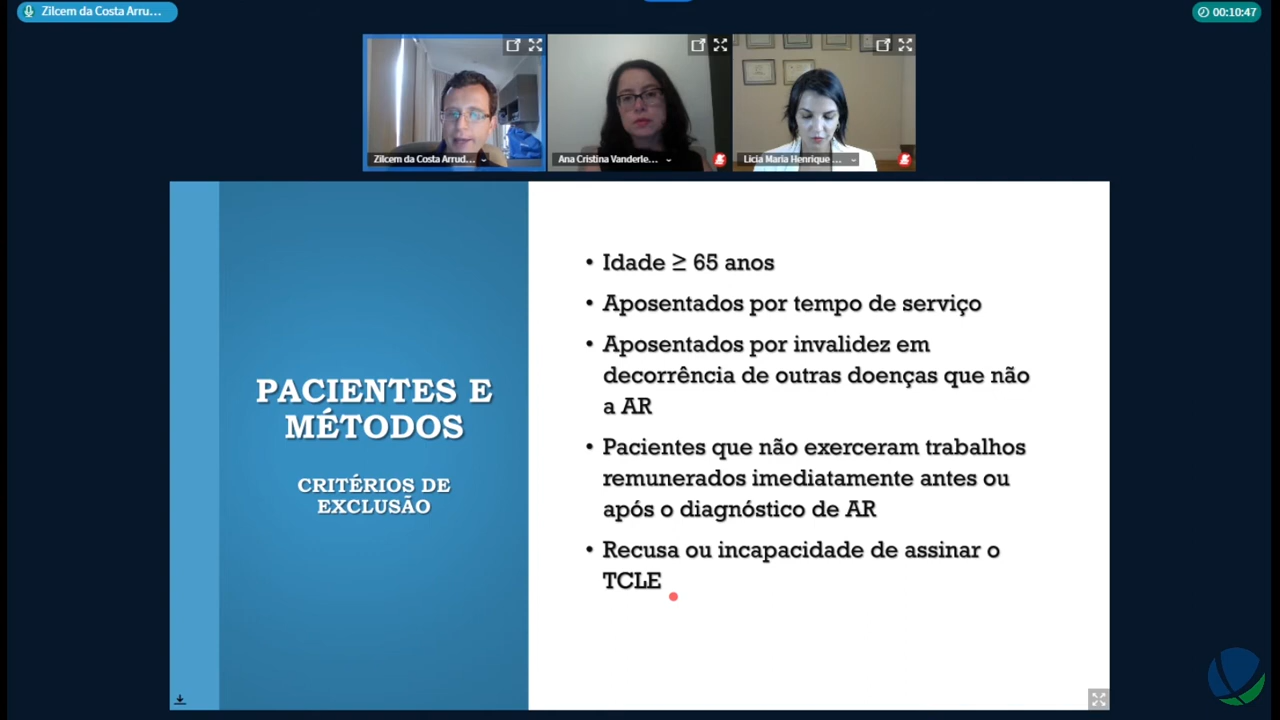 Zilcem da Costa Arru...
00:10:47
Zilcem da Costa Arrud...
Ana Cristina Vanderle...
Licia Maria Henrique ...
PACIENTES E
MÉTODOS
CRITÉRIOS DE
EXCLUSÃO
• Idade ≥ 65 anos
• Aposentados por tempo de serviço
• Aposentados por invalidez em
decorrência de outras doenças que não
a AR
• Pacientes que não exerceram trabalhos
remunerados imediatamente antes ou
após o diagnóstico de AR
• Recusa ou incapacidade de assinar o
TCLE